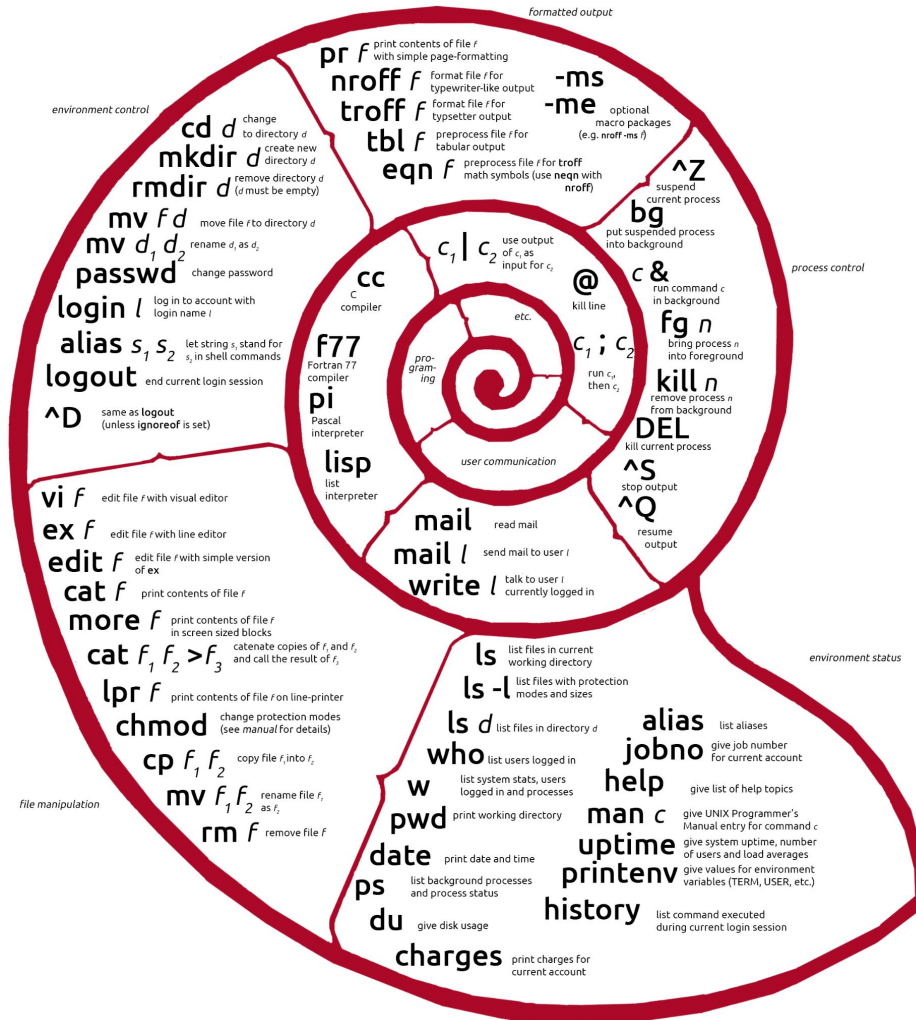 formatted output
pr f print contents of file f
with simple page-formatting
nroff f format file f for
typewriter-like output
troff f format file f for
typsetter output
tbl f preprocess file f for
tabular output
eqn f preprocess file f for troff
math symbols (use neqn with
nroff)
-ms
-me optional
macro packages
(e.g. nroff -ms f)
environment control
cd d change
to directory d
mkdir d create new
directory d
rmdir d remove directory d
(d must be empty)
mv f d move file f to directory d
mv d1 d2 rename d1 as d2
passwd change password
login l log in to account with
login name l
alias s1 s2 let string s1 stand for
s2 in shell commands
logout end current login session
^D same as logout
(unless ignoreof is set)
process control
^Z
suspend
current process
bg
put suspended process
into background
c &
run command c
in background
fg n
bring process n
into foreground
kill n
remove process n
from background
DEL
kill current process
^S
stop output
^Q
resume
output
etc.
c1 | c2 use output
of c1 as
input for c2
@
kill line
c1 ; c2
run c1,
then c2
pro-
gram-
ing
cc
C
compiler
f77
Fortran 77
compiler
pi
Pascal
interpreter
lisp
list
interpreter
user communication
mail read mail
mail l send mail to user l
write l talk to user l
currently logged in
file manipulation
vi f edit file f with visual editor
ex f edit file f with line editor
edit f edit file f with simple version
of ex
cat f print contents of file f
more f print contents of file f
in screen sized blocks
cat f1 f2 >f3 catenate copies of f1 and f2
and call the result of f3
lpr f print contents of file f on line-printer
chmod change protection modes
(see manual for details)
cp f1 f2 copy file f1 into f2
mv f1 f2 rename file f1
as f2
rm f remove file f
environment status
ls list files in current
working directory
ls -l list files with protection
modes and sizes
ls d list files in directory d
who list users logged in
w list system stats, users
logged in and processes
pwd print working directory
date print date and time
ps list background processes
and process status
du give disk usage
charges print charges for
current account
alias list aliases
jobno give job number
for current account
help give list of help topics
man c give UNIX Programmer's
Manual entry for command c
uptime give system uptime, number
of users and load averages
printenv give values for environment
variables (TERM, USER, etc.)
history list command executed
during current login session